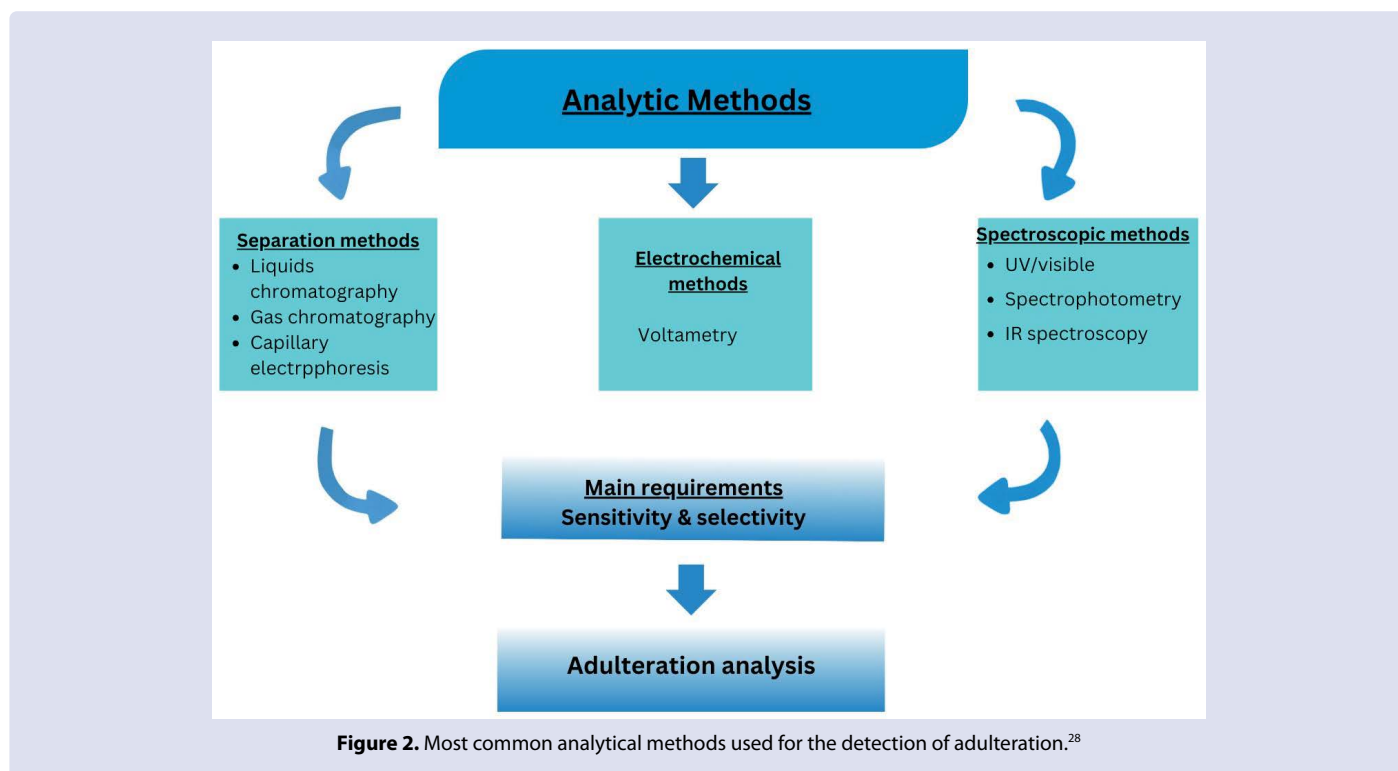 Analytic Methods
Separation methods
• Liquids
chromatography
• Gas chromatography
• Capillary
electrpphoresis
Electrochemical
methods
Voltametry
Spectroscopic methods
• UV/visible
• Spectrophotometry
• IR spectroscopy
Main requirements
Sensitivity & selectivity
Adulteration analysis
Figure 2. Most common analytical methods used for the detection of adulteration.28